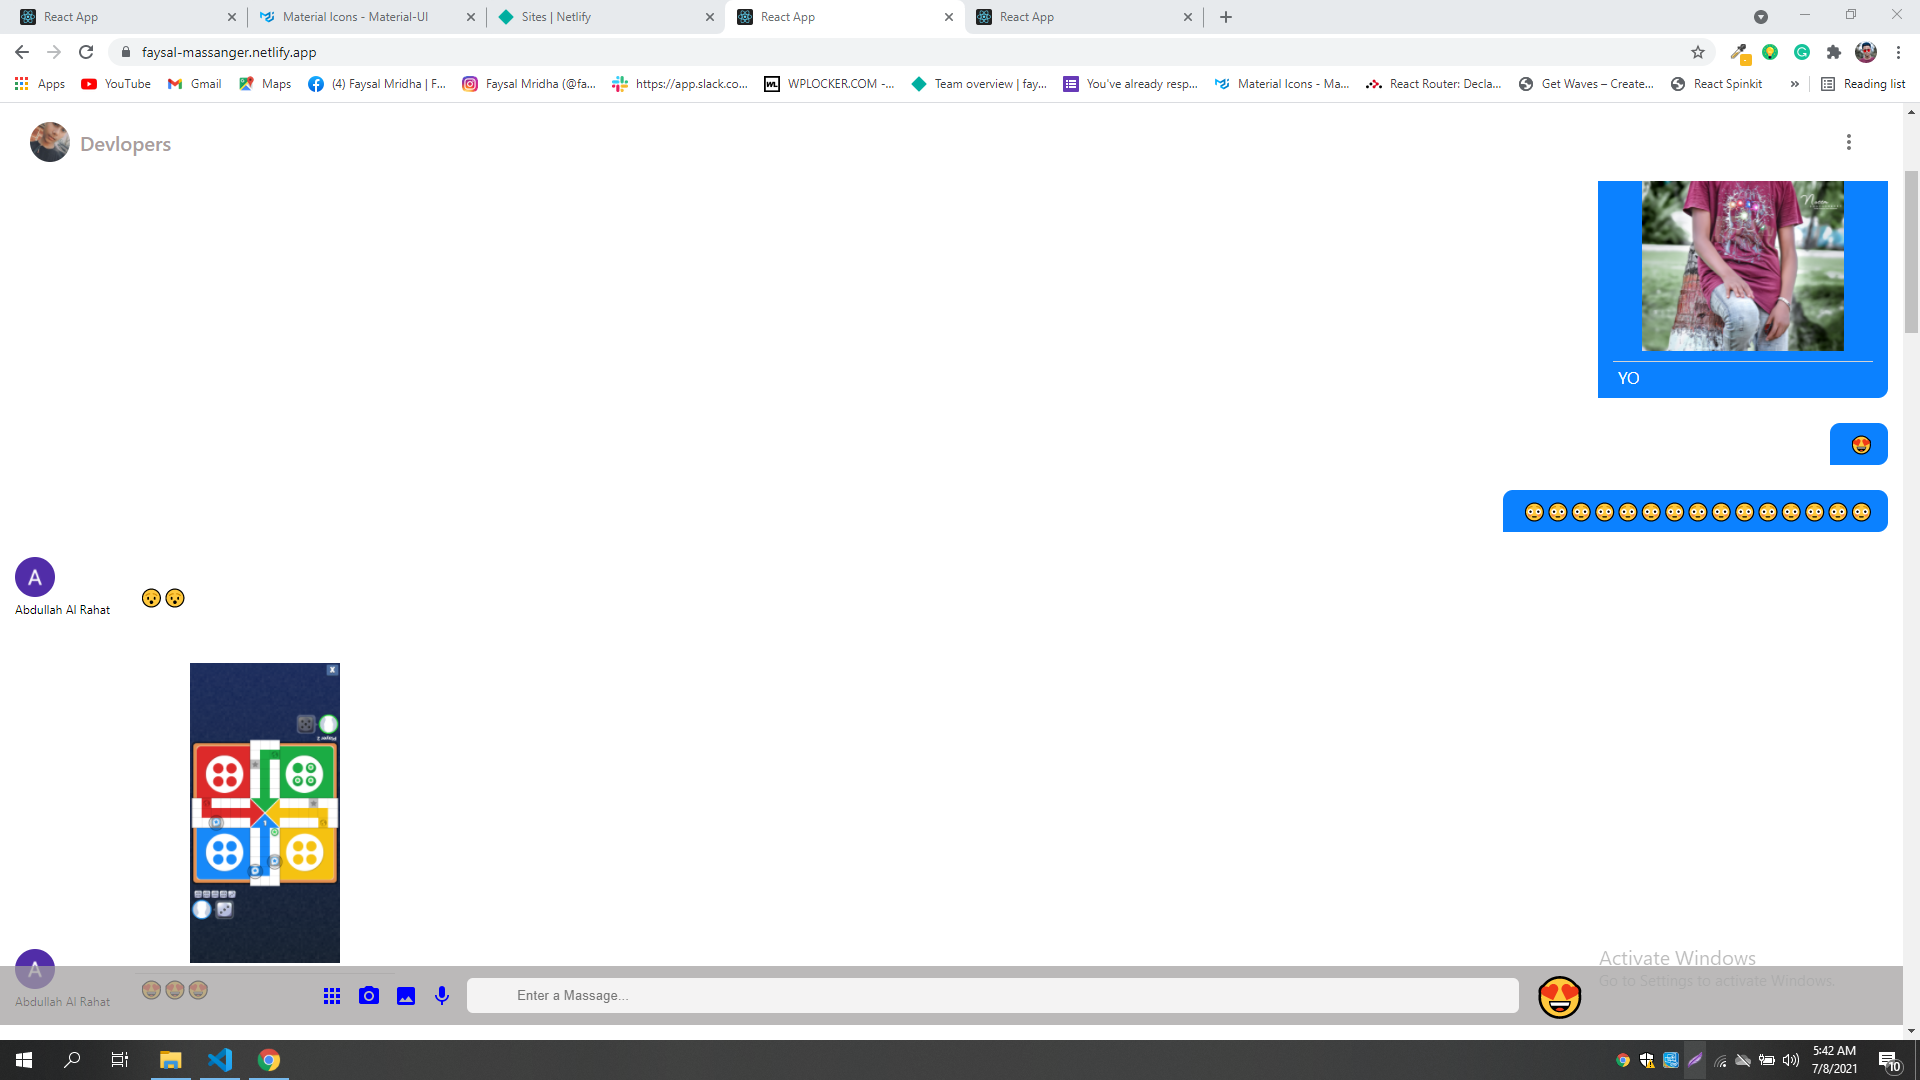 React App
Material Icons - Material-UI
Sites | Netlify
React App
React App
faysal-massanger.netlify.app
Apps
YouTube
Gmail
Maps
(4) Faysal Mridha | F...
Faysal Mridha (@fa...
https://app.slack.co...
WPLOCKER.COM -...
Team overview | fay...
You've already resp...
Material Icons - Ma...
React Router: Decla...
Get Waves – Create...
React Spinkit
»
Reading list
Devlopers
YO
A
Abdullah Al Rahat
A
Abdullah Al Rahat
Enter a Massage...
Activate Windows
Go to Settings to activate Windows.
5:42 AM
7/8/2021
10